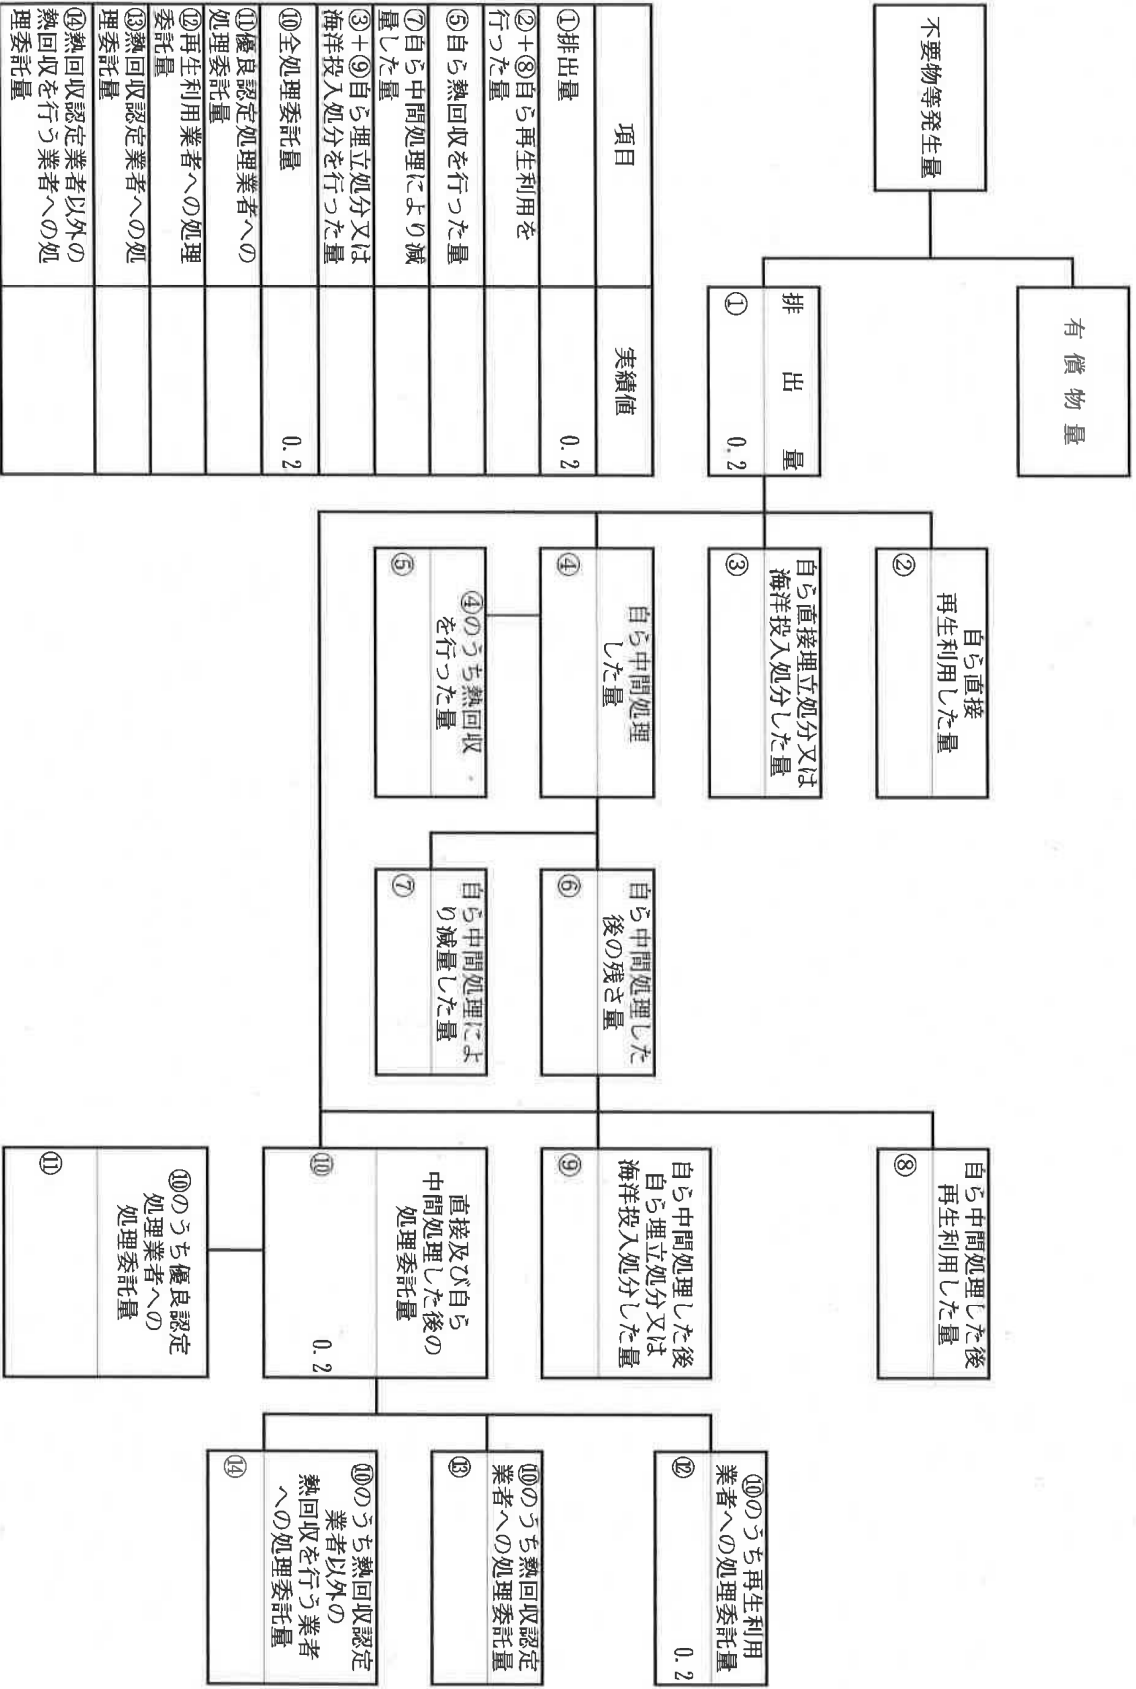 不要物等発生量
有償物量
排出量
① 0.2
自ら直接
再生利用した量
②
自ら直接埋立処分又は
海洋投入処分した量
③
自ら中間処理
した量
④
④のうち熱回収
を行った量
⑤
自ら中間処理した
後の残さ量
⑥
自ら中間処理によ
り減量した量
⑦
自ら中間処理した後
再生利用した量
⑧
自ら中間処理した後
自ら埋立処分又は
海洋投入処分した量
⑨
直接及び自ら
中間処理した後の
処理委託量
⑩ 0.2
⑩のうち優良認定
処理業者への
処理委託量
⑪
⑩のうち再生利用
業者への処理委託量
⑫ 0.2
⑩のうち熱回収認定
業者への処理委託量
⑬
⑩のうち熱回収認定
業者以外の
熱回収を行う業者
への処理委託量
⑭
項目 実績値
①排出量 0.2
②+⑧自ら再生利用を
行った量
⑤自ら熱回収を行った量
⑦自ら中間処理により減
量した量
③+⑨自ら埋立処分又は
海洋投入処分を行った量
⑩全処理委託量 0.2
⑪優良認定処理業者への
処理委託量
⑫再生利用業者への処理
委託量
⑬熱回収認定業者への処
理委託量
⑭熱回収認定業者以外の
熱回収を行う業者への処
理委託量